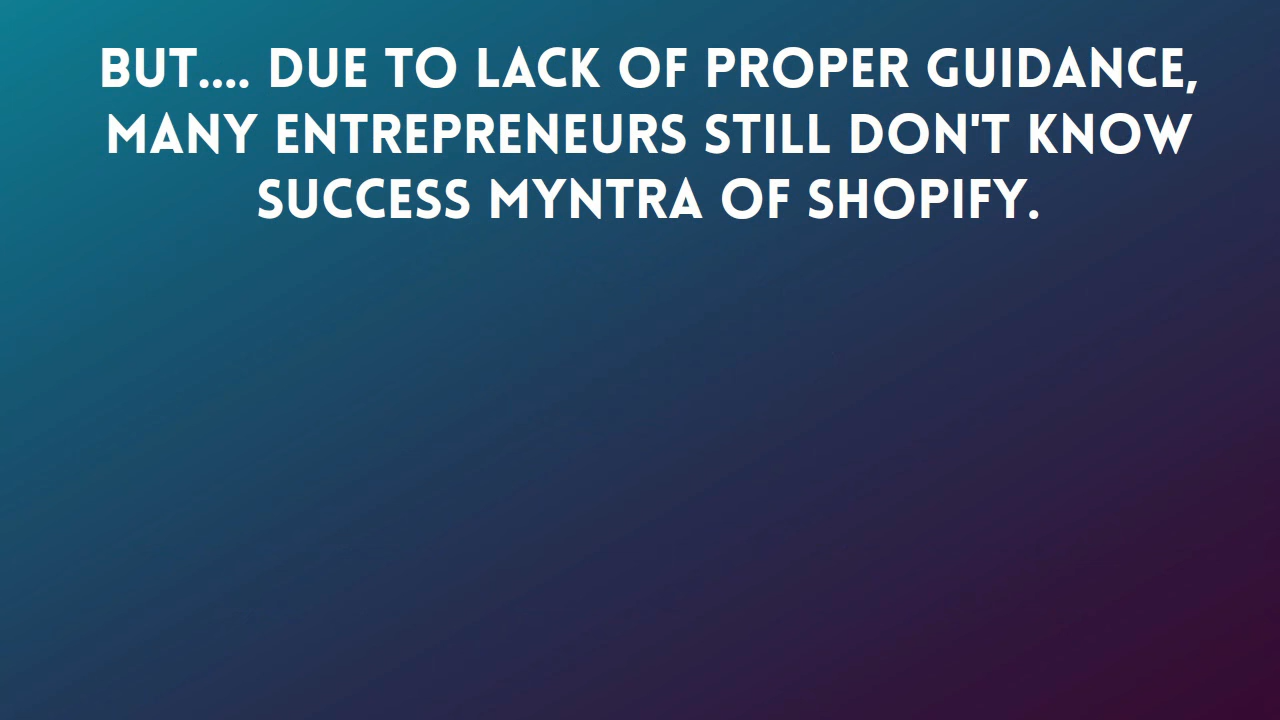 BUT.... DUE TO LACK OF PROPER GUIDANCE,
MANY ENTREPRENEURS STILL DON'T KNOW
SUCCESS MYNTRA OF SHOPIFY.